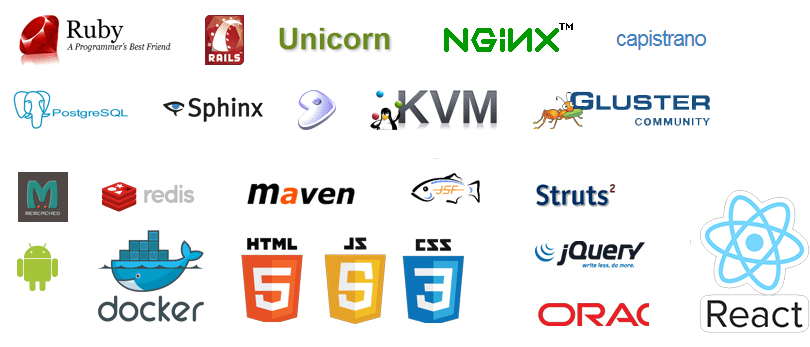 Ruby
A Programmer's Best Friend
RAILS
Unicorn
NGiNX™
capistrano
PostgreSQL
Sphinx
KVM
GLUSTER
COMMUNITY
M
MEMCACHED
redis
maven
JSF
Struts²
docker
HTML
5
JS
5
CSS
3
jQuery
write less, do more.
ORAC
React